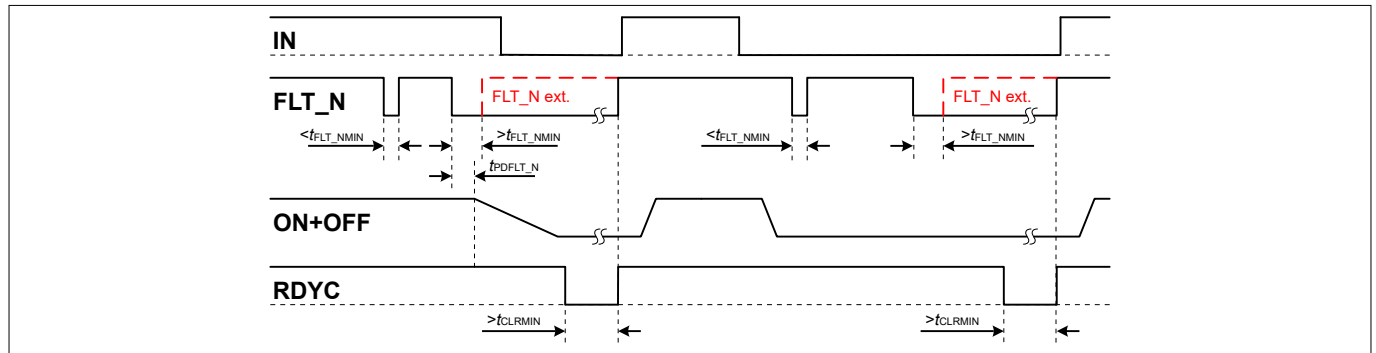 IN
FLT_N
FLT_N ext.
FLT_N ext.
<tFLT_NMIN
>tFLT_NMIN
<tFLT_NMIN
>tFLT_NMIN
tPDFLT_N
ON+OFF
RDYC
>tCLRMIN
>tCLRMIN